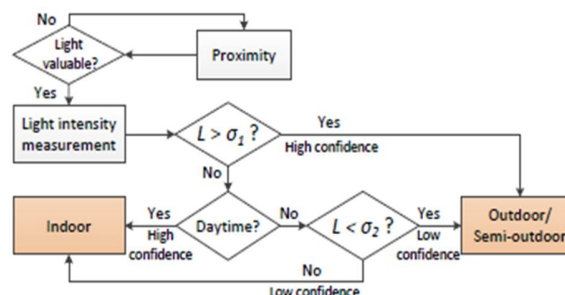 No
Light
valuable?
Proximity
Yes
Light intensity
measurement
L > σ₁ ?
Yes
High confidence
No
Indoor
Yes
High
confidence
Daytime?
No
L < σ₂ ?
Yes
Low
confidence
Outdoor/
Semi-outdoor
No
Low confidence